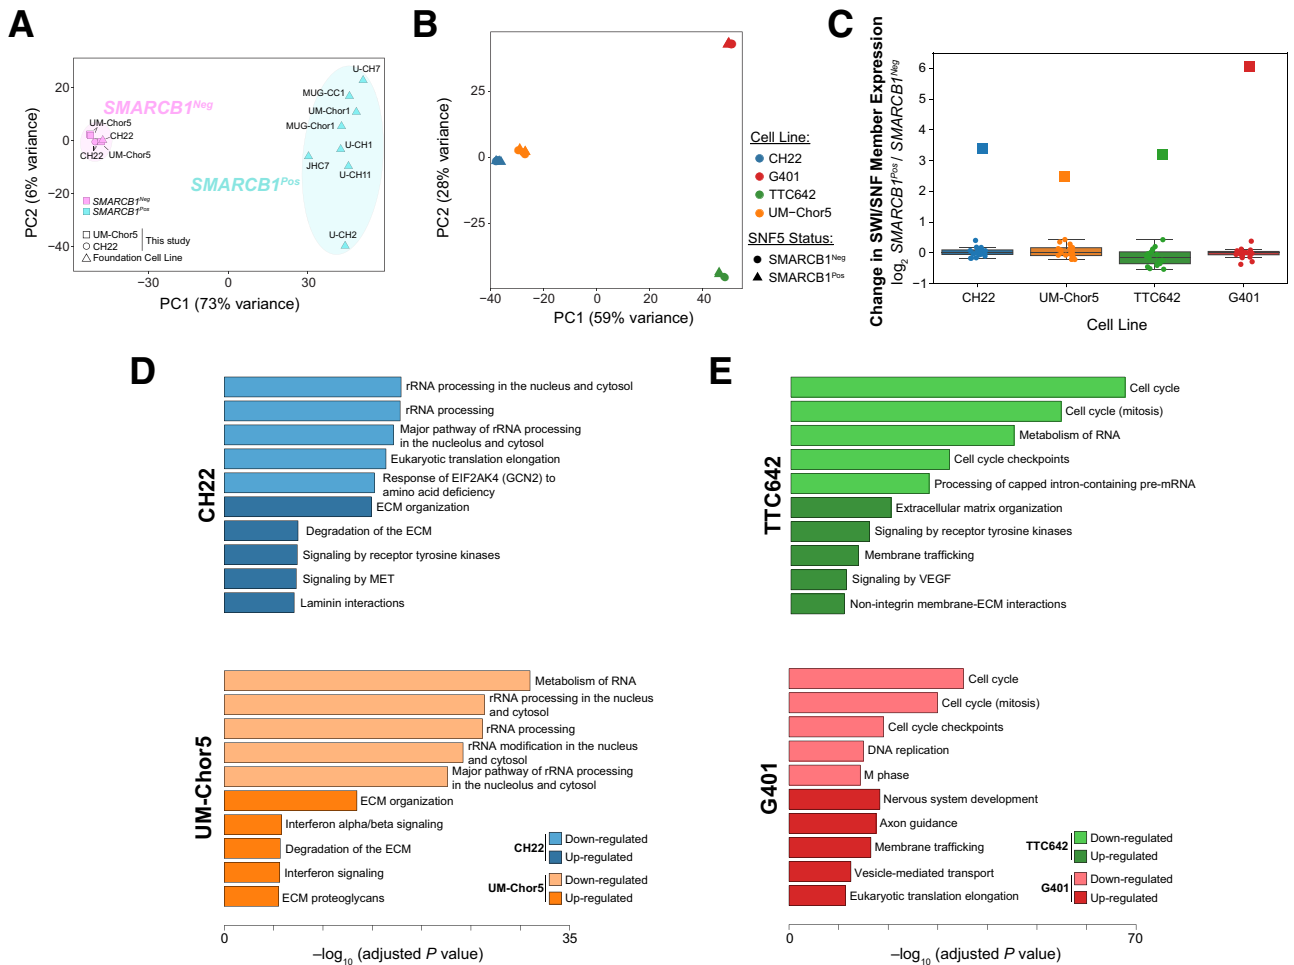 A
PC2 (6% variance)
20
0
−20
−40
−30
30
PC1 (73% variance)
SMARCB1Neg
UM-Chor5
CH22
CH22
UM-Chor5
SMARCB1Pos
U-CH7
MUG-CC1
UM-Chor1
MUG-Chor1
U-CH1
JHC7
U-CH11
U-CH2
SMARCB1Neg
SMARCB1Pos
UM-Chor5
CH22
This study
Foundation Cell Line
B
PC2 (28% variance)
25
0
−25
−40
−20
0
20
40
PC1 (59% variance)
Cell Line:
CH22
G401
TTC642
UM−Chor5
SNF5 Status:
SMARCB1Neg
SMARCB1Pos
C
Change in SWI/SNF Member Expression
log2 SMARCB1Pos / SMARCB1Neg
6
5
4
3
2
1
0
−1
CH22
UM-Chor5
TTC642
G401
Cell Line
D
CH22
rRNA processing in the nucleus and cytosol
rRNA processing
Major pathway of rRNA processing
in the nucleolus and cytosol
Eukaryotic translation elongation
Response of EIF2AK4 (GCN2) to
amino acid deficiency
ECM organization
Degradation of the ECM
Signaling by receptor tyrosine kinases
Signaling by MET
Laminin interactions
UM-Chor5
Metabolism of RNA
rRNA processing in the nucleus
and cytosol
rRNA processing
rRNA modification in the nucleus
and cytosol
Major pathway of rRNA processing
in the nucleolus and cytosol
ECM organization
Interferon alpha/beta signaling
Degradation of the ECM
Interferon signaling
ECM proteoglycans
CH22
Down-regulated
Up-regulated
UM-Chor5
Down-regulated
Up-regulated
0
35
−log10 (adjusted P value)
E
TTC642
Cell cycle
Cell cycle (mitosis)
Metabolism of RNA
Cell cycle checkpoints
Processing of capped intron-containing pre-mRNA
Extracellular matrix organization
Signaling by receptor tyrosine kinases
Membrane trafficking
Signaling by VEGF
Non-integrin membrane-ECM interactions
G401
Cell cycle
Cell cycle (mitosis)
Cell cycle checkpoints
DNA replication
M phase
Nervous system development
Axon guidance
Membrane trafficking
Vesicle-mediated transport
Eukaryotic translation elongation
TTC642
Down-regulated
Up-regulated
G401
Down-regulated
Up-regulated
0
70
−log10 (adjusted P value)